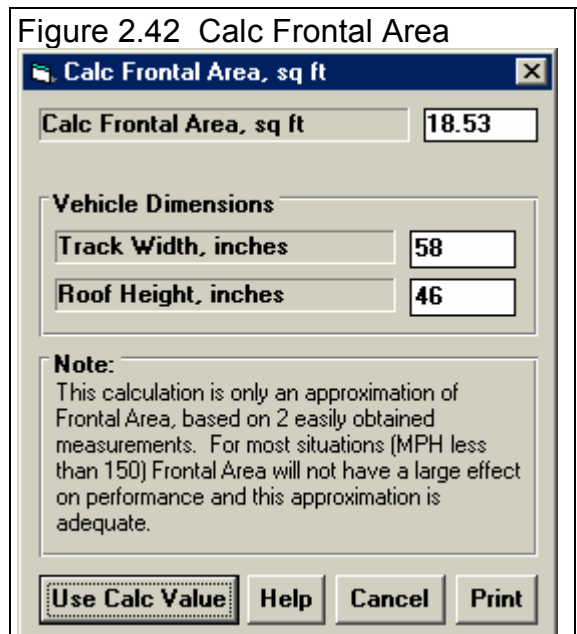 Figure 2.42 Calc Frontal Area
Calc Frontal Area, sq ft
Calc Frontal Area, sq ft 18.53
Vehicle Dimensions
Track Width, inches 58
Roof Height, inches 46
Note:
This calculation is only an approximation of
Frontal Area, based on 2 easily obtained
measurements. For most situations (MPH less
than 150) Frontal Area will not have a large effect
on performance and this approximation is
adequate.
Use Calc Value Help Cancel Print